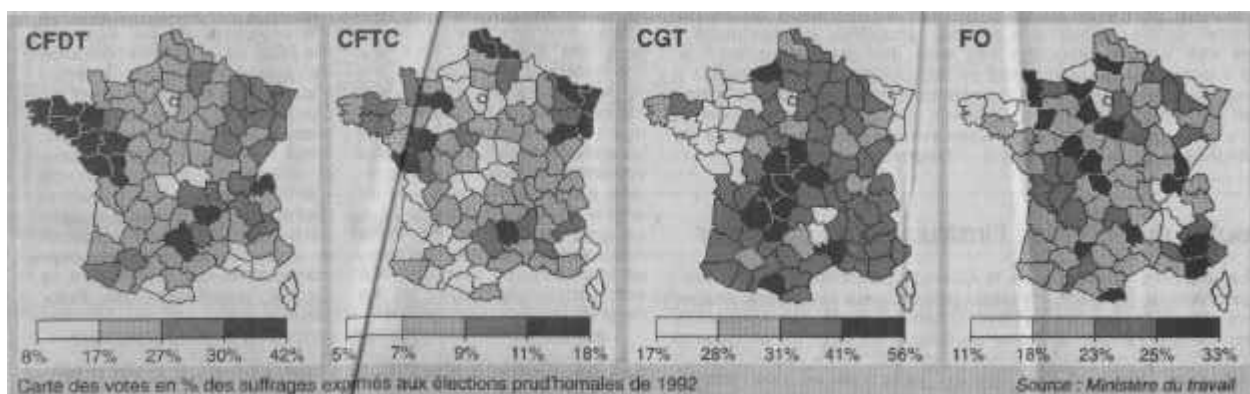 CFDT CFTC CGT FO
8% 17% 27% 30% 42% 5% 7% 9% 11% 18% 17% 28% 31% 41% 56% 11% 18% 23% 25% 33%
Carte des votes en % des suffrages exprimés aux élections prud'homales de 1992 Source : Ministère du travail